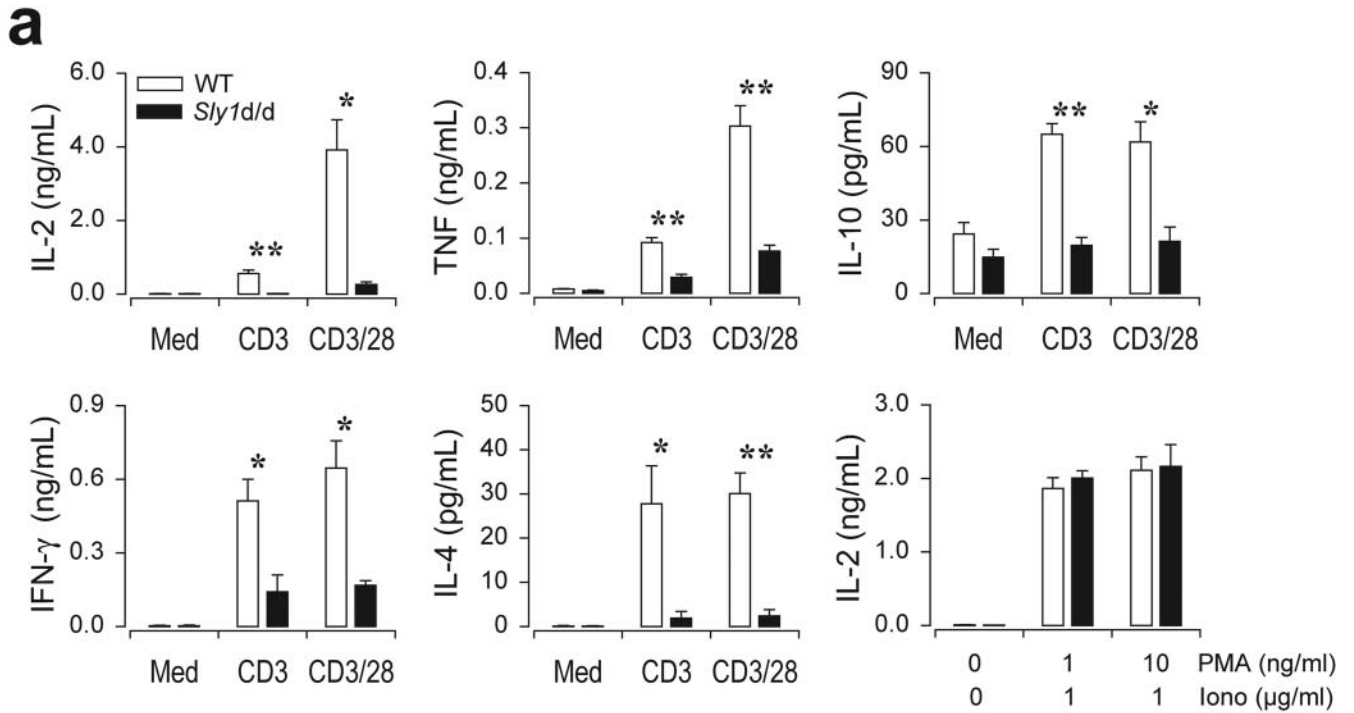 a
IL-2 (ng/mL)
6.0
4.0
2.0
0.0
WT
Sly1d/d
*
**
Med CD3 CD3/28
TNF (ng/mL)
0.4
0.3
0.2
0.1
0.0
**
**
Med CD3 CD3/28
IL-10 (pg/mL)
90
60
30
0
** *
Med CD3 CD3/28
IFN-γ (ng/mL)
0.9
0.6
0.3
0.0
* *
Med CD3 CD3/28
IL-4 (pg/mL)
50
40
30
20
10
0
* **
Med CD3 CD3/28
IL-2 (ng/mL)
3.0
2.0
1.0
0.0
0 1 10 PMA (ng/ml)
0 1 1 Iono (µg/ml)